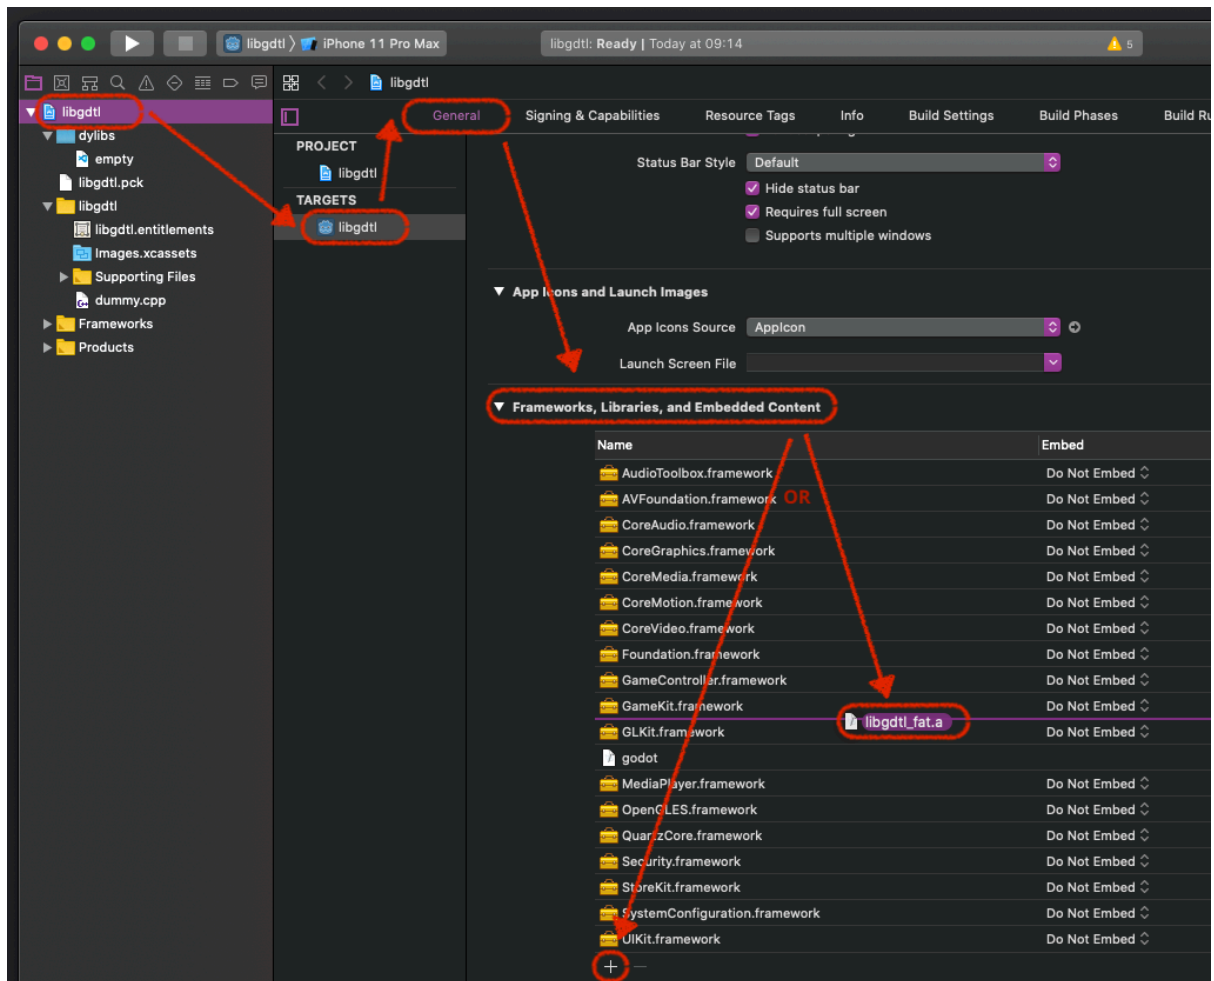 libgdtl 〉 iPhone 11 Pro Max
libgdtl: Ready | Today at 09:14
5
libgdtl
libgdtl
dylibs
empty
libgdtl.pck
libgdtl
libgdtl.entitlements
Images.xcassets
Supporting Files
dummy.cpp
Frameworks
Products
General
Signing & Capabilities
Resource Tags
Info
Build Settings
Build Phases
PROJECT
libgdtl
TARGETS
libgdtl
Status Bar Style
Default
Hide status bar
Requires full screen
Supports multiple windows
App Icons and Launch Images
App Icons Source
AppIcon
Launch Screen File
Frameworks, Libraries, and Embedded Content
Name
Embed
AudioToolbox.framework
Do Not Embed
AVFoundation.framework
OR
Do Not Embed
CoreAudio.framework
Do Not Embed
CoreGraphics.framework
Do Not Embed
CoreMedia.framework
Do Not Embed
CoreMotion.framework
Do Not Embed
CoreVideo.framework
Do Not Embed
Foundation.framework
Do Not Embed
GameController.framework
Do Not Embed
GameKit.framework
Do Not Embed
libgdtl_fat.a
GLKit.framework
Do Not Embed
godot
MediaPlayer.framework
Do Not Embed
OpenGLES.framework
Do Not Embed
QuartzCore.framework
Do Not Embed
Security.framework
Do Not Embed
StoreKit.framework
Do Not Embed
SystemConfiguration.framework
Do Not Embed
UIKit.framework
Do Not Embed